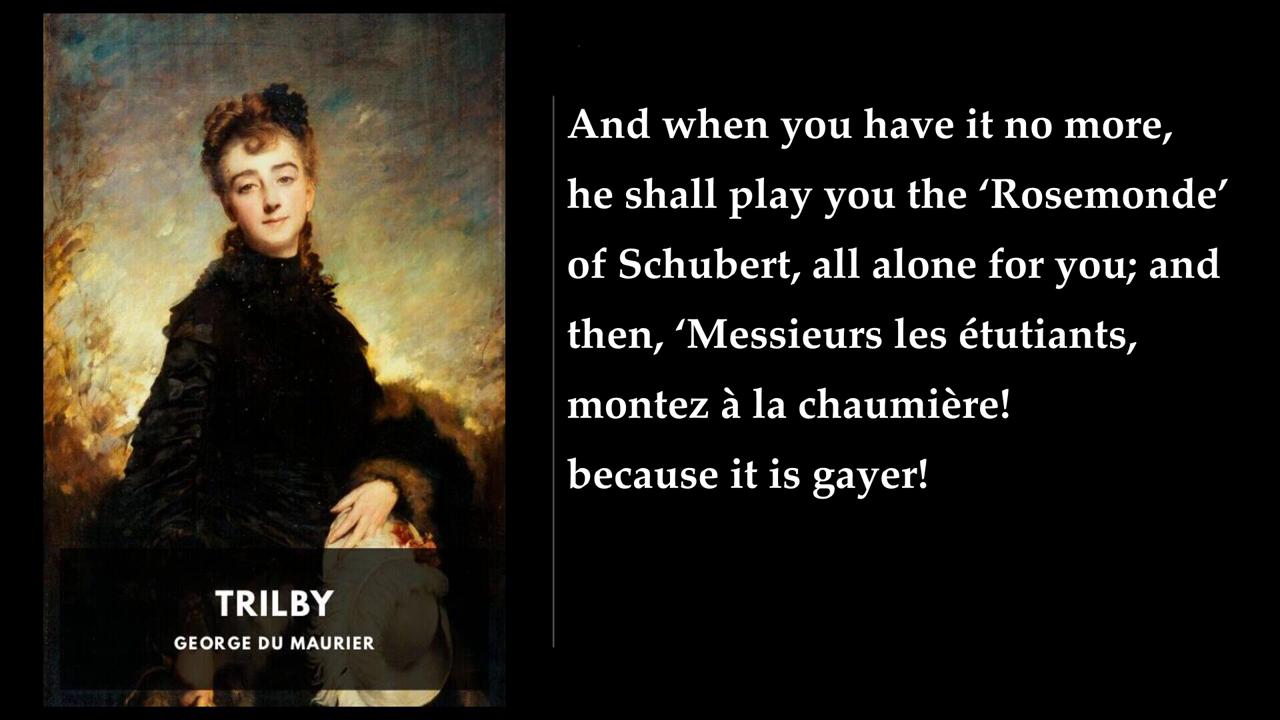 TRILBY
GEORGE DU MAURIER
And when you have it no more,
he shall play you the ‘Rosemonde’
of Schubert, all alone for you; and
then, ‘Messieurs les étutiants,
montez à la chaumière!
because it is gayer!